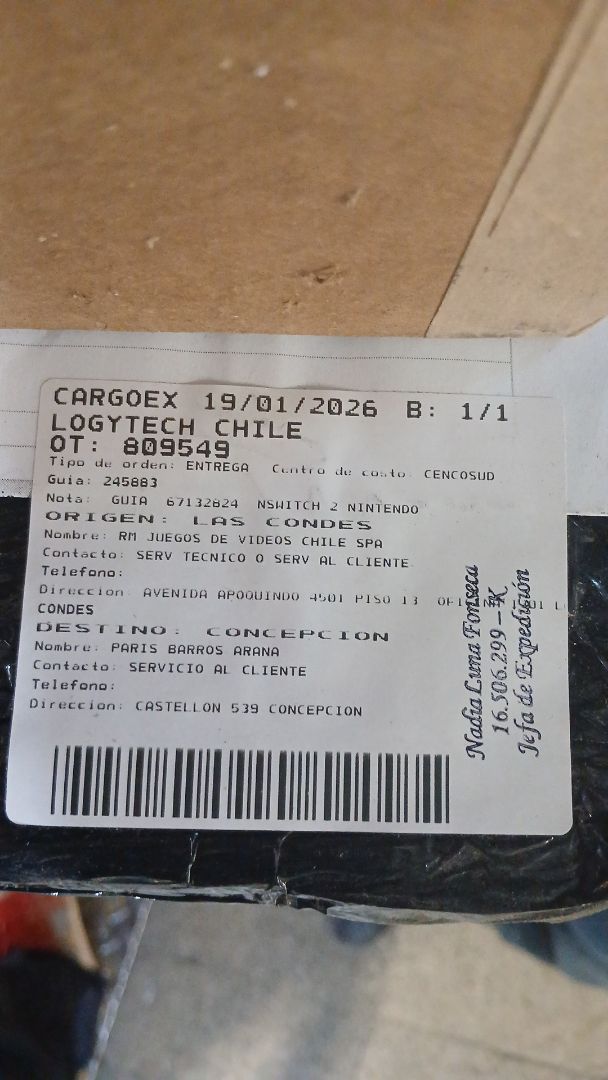 CARGOEX 19/01/2026 B: 1/1
LOGYTECH CHILE
OT: 809549
Tipo de orden: ENTREGA Centro de costo: CENCOSUD
Guia: 245883
Nota: GUIA 67132824 NSWITCH 2 NINTENDO
ORIGEN: LAS CONDES
Nombre: RM JUEGOS DE VIDEOS CHILE SPA
Contacto: SERV TECNICO O SERV AL CLIENTE
Telefono:
Direccion: AVENIDA APOQUINDO 4501 PISO 13
CONDES
DESTINO: CONCEPCION
Nombre: PARIS BARROS ARANA
Contacto: SERVICIO AL CLIENTE
Telefono:
Direccion: CASTELLON 539 CONCEPCION
Nadia Luna Fonseca
16.506.299-K
Jefa de Expedición